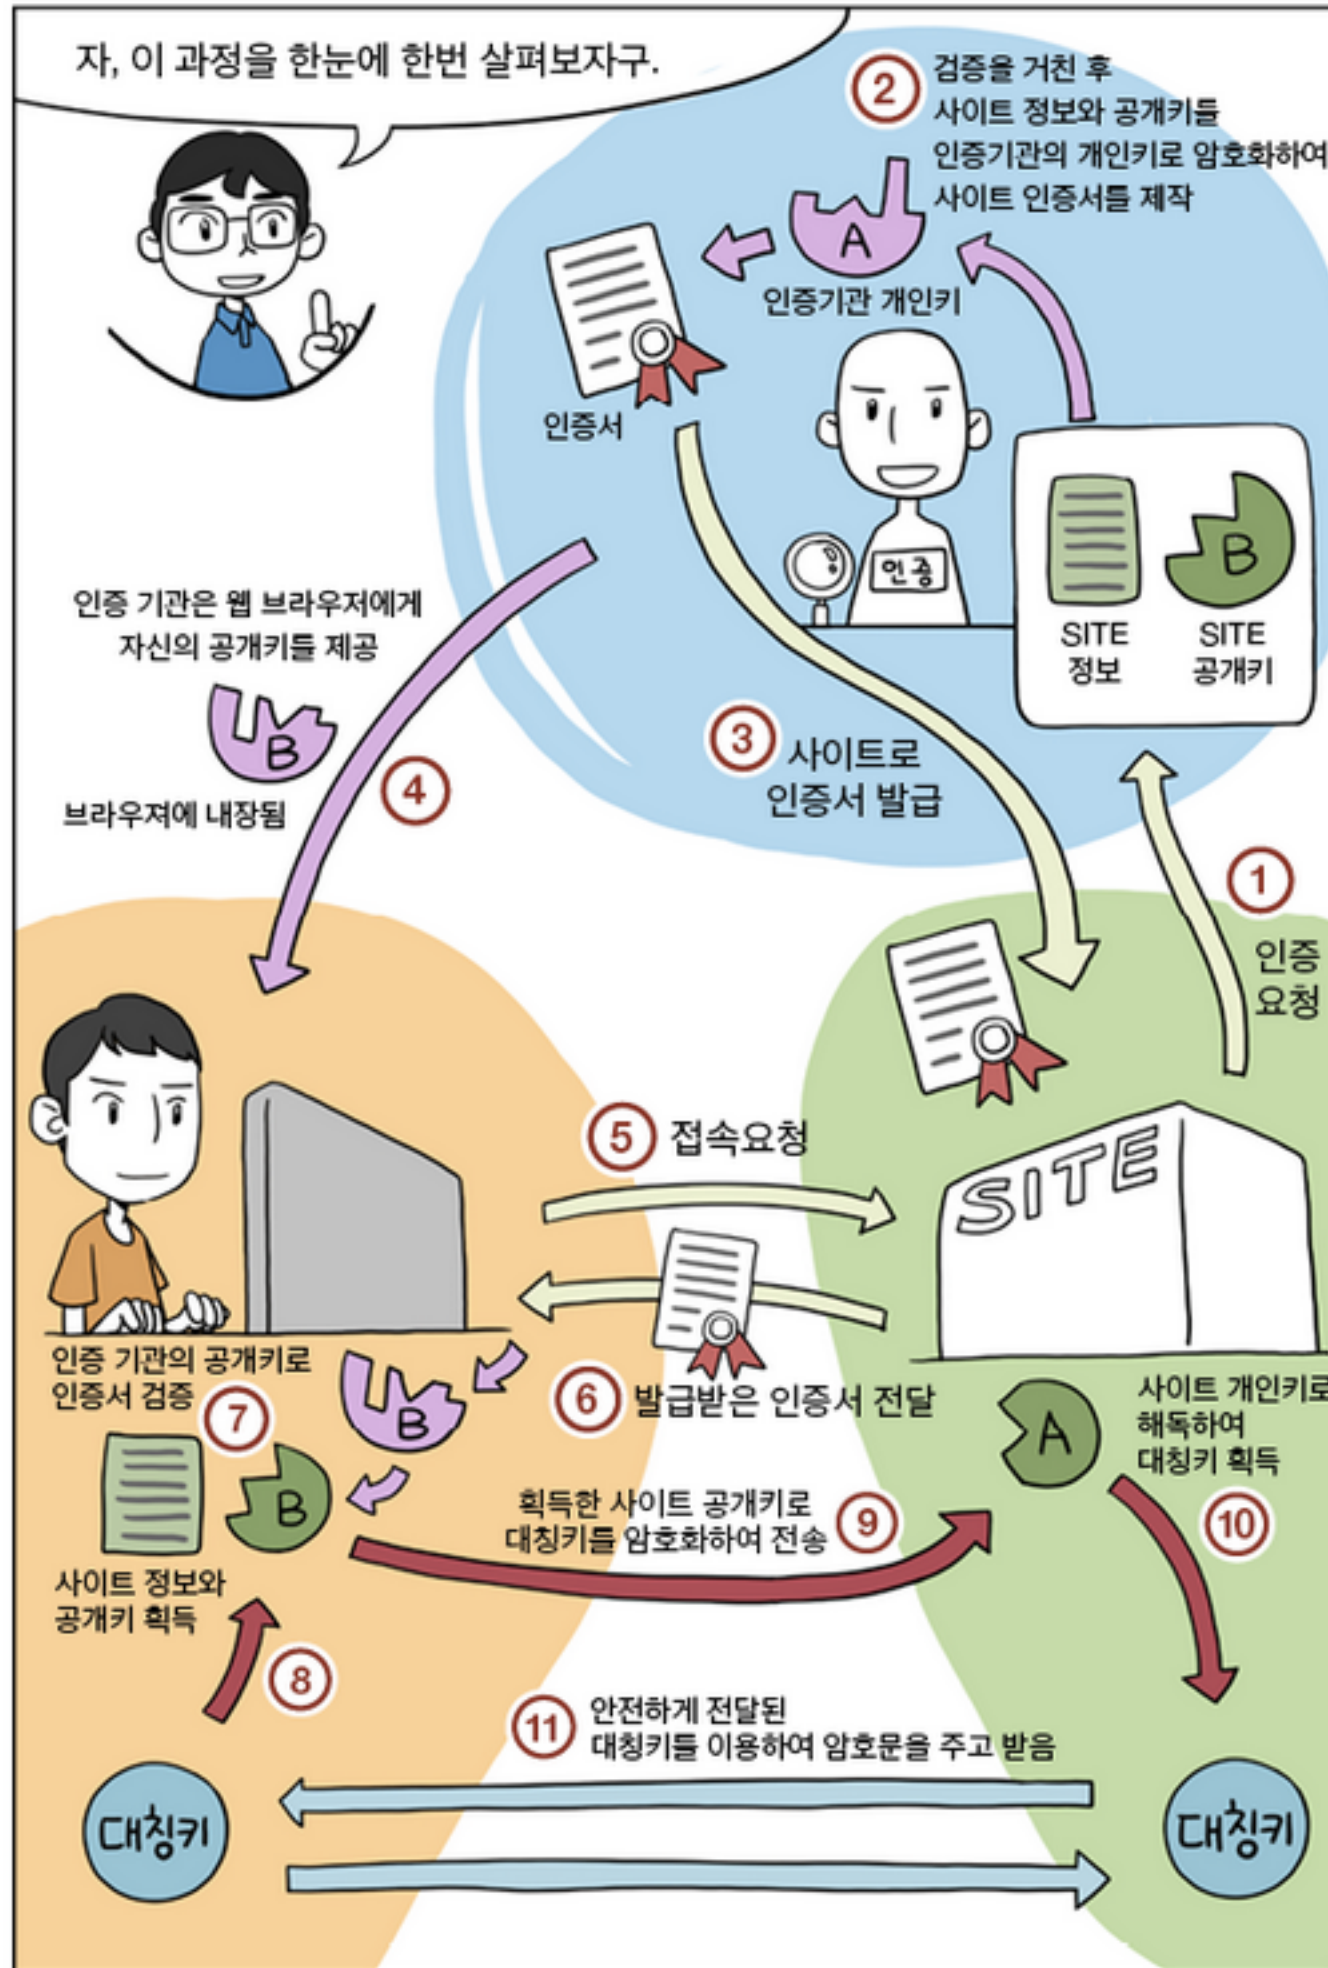 자, 이 과정을 한눈에 한번 살펴보자구.
2
검증을 거친 후
사이트 정보와 공개키들
인증기관의 개인키로 암호화하여
사이트 인증서틀 제작
A
인증기관 개인키
인증서
인증
B
SITE
정보
SITE
공개키
인증 기관은 웹 브라우저에게
자신의 공개키틀 제공
B
브라우져에 내장됨
4
3
사이트로
인증서 발급
1
인증
요청
5 접속요청
SITE
인증 기관의 공개키로
인증서 검증
7
B
6 발급받은 인증서 전달
A
사이트 개인키로
해독하여
대칭키 획득
10
B
사이트 정보와
공개키 획득
획득한 사이트 공개키로
대칭키틀 암호화하여 전송
9
8
11
안전하게 전달된
대칭키틀 이용하여 암호문을 주고 받음
대칭키
대칭키